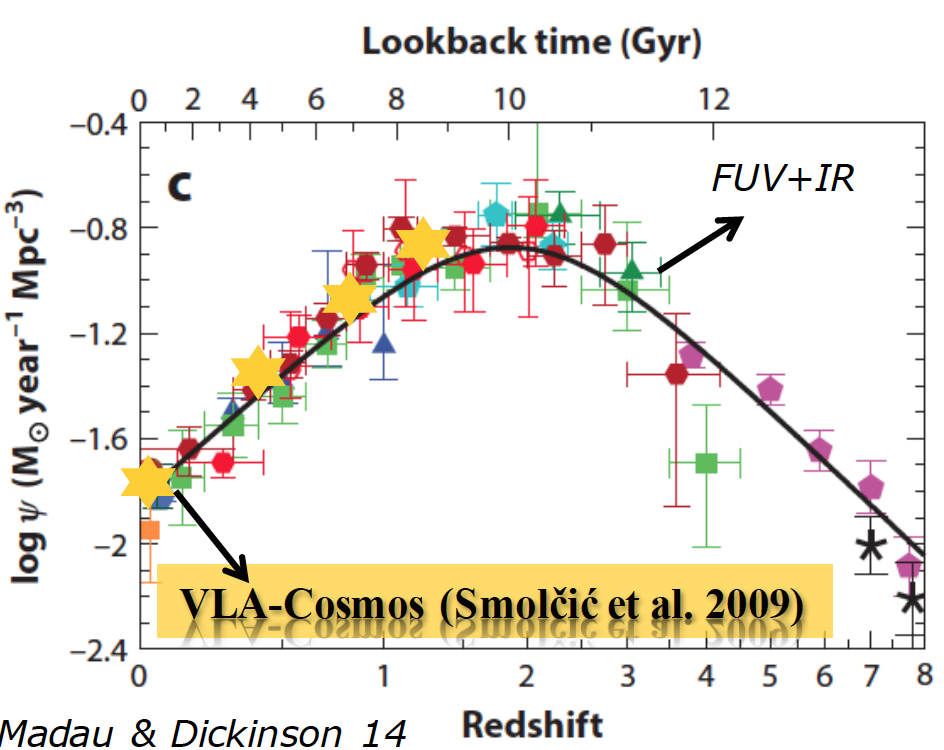 Lookback time (Gyr)
0 2 4 6 8 10 12
−0.4
c
FUV+IR
−0.8
−1.2
−1.6
−2
−2.4
log ψ (M⊙ year−1 Mpc−3)
VLA-Cosmos (Smolčić et al. 2009)
0 1 2 3 4 5 6 7 8
Redshift
Madau & Dickinson 14